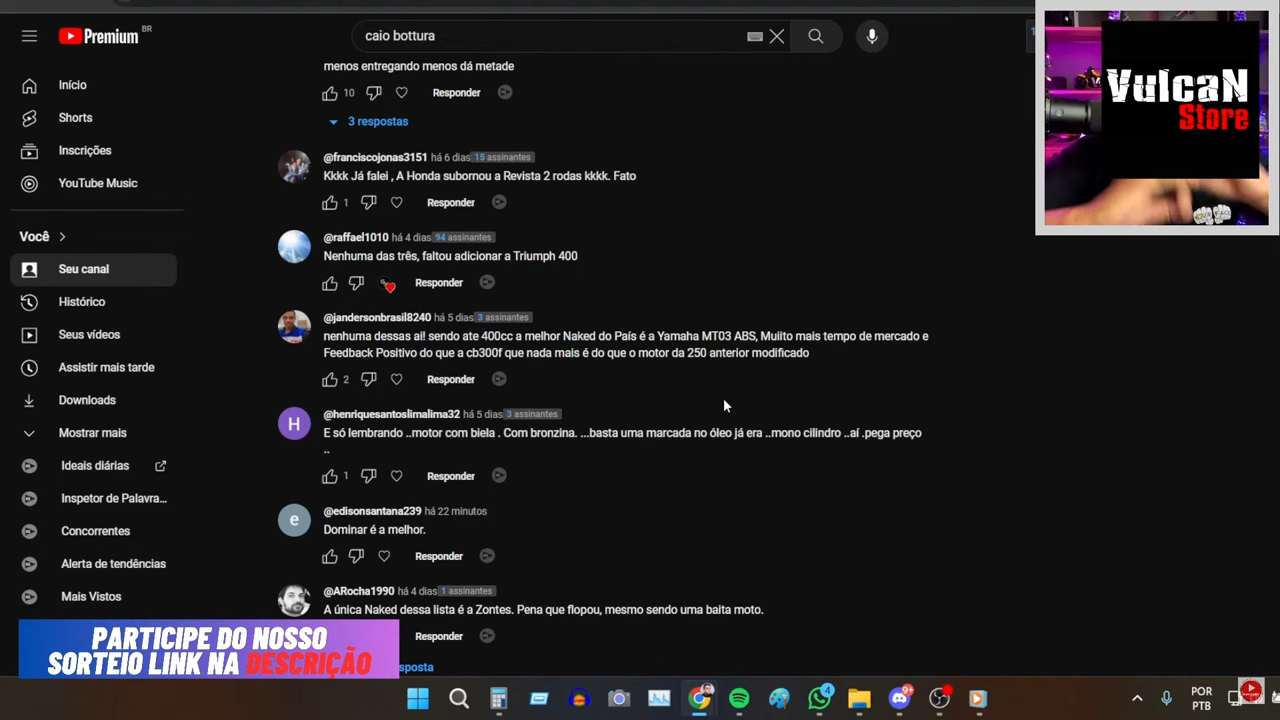 Premium BR
caio bottura
VulcaN
Store
menos entregando menos dá metade
10 Responder
3 respostas
Início
Shorts
Inscrições
YouTube Music
Você
Seu canal
Histórico
Seus vídeos
Assistir mais tarde
Downloads
Mostrar mais
Ideais diárias
Inspetor de Palavra...
Concorrentes
Alerta de tendências
Mais Vistos
@franciscojonas3151 há 6 dias 15 assinantes
Kkkk Já falei , A Honda subornou a Revista 2 rodas kkkk. Fato
1 Responder
@raffael1010 há 4 dias 94 assinantes
Nenhuma das três, faltou adicionar a Triumph 400
Responder
@jandersonbrasil8240 há 5 dias 3 assinantes
nenhuma dessas ai! sendo ate 400cc a melhor Naked do País é a Yamaha MT03 ABS, Muiito mais tempo de mercado e
Feedback Positivo do que a cb300f que nada mais é do que o motor da 250 anterior modificado
2 Responder
@henriquesantoslimalima32 há 5 dias 3 assinantes
E só lembrando ..motor com biela . Com bronzina. ...basta uma marcada no óleo já era ..mono cilindro ..aí .pega preço
..
1 Responder
@edisonsantana239 há 22 minutos
Dominar é a melhor.
Responder
@ARocha1990 há 4 dias 1 assinantes
A única Naked dessa lista é a Zontes. Pena que flopou, mesmo sendo uma baita moto.
Responder
PARTICIPE DO NOSSO
SORTEIO LINK NA DESCRIÇÃO
sposta
4
9+
POR
PTB